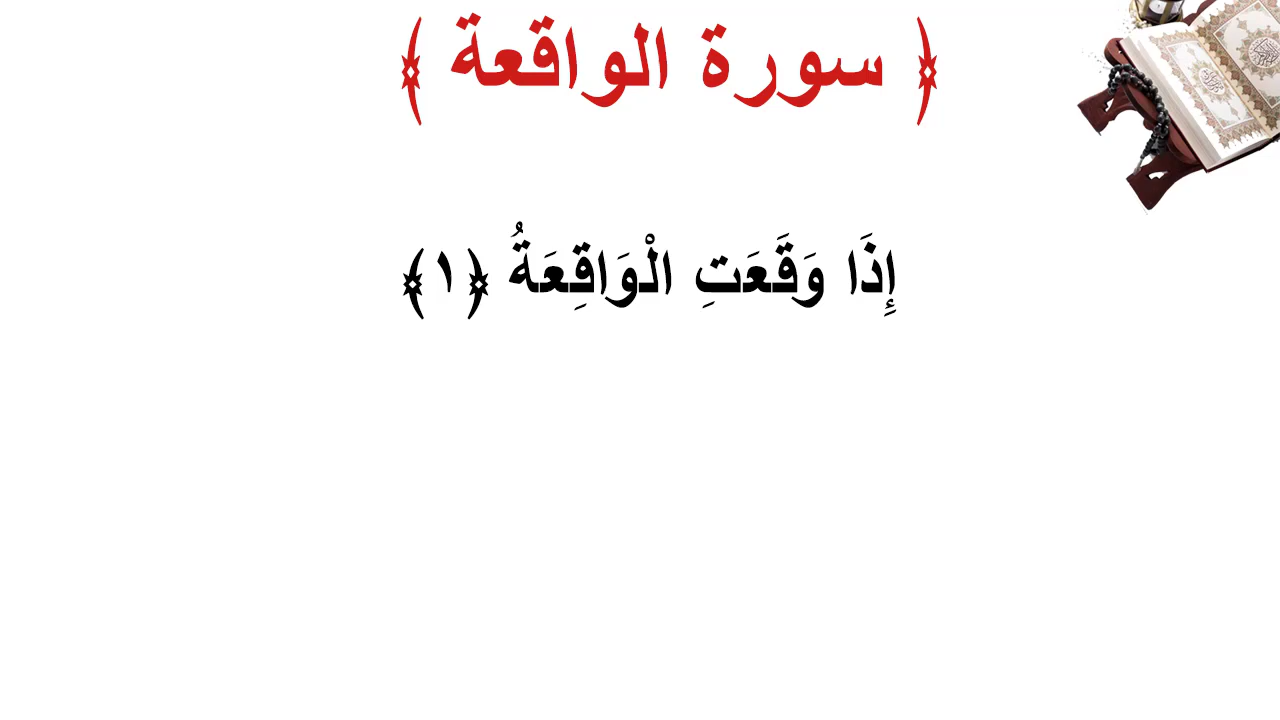 ﴿ سورة الواقعة ﴾
إِذَا وَقَعَتِ الْوَاقِعَةُ ﴿١﴾